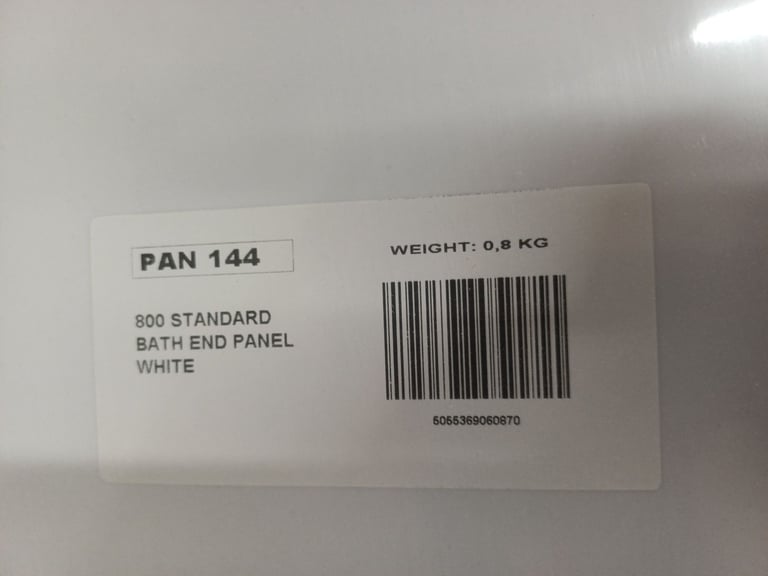 PAN 144
WEIGHT: 0,8 KG
800 STANDARD
BATH END PANEL
WHITE
5055369060870